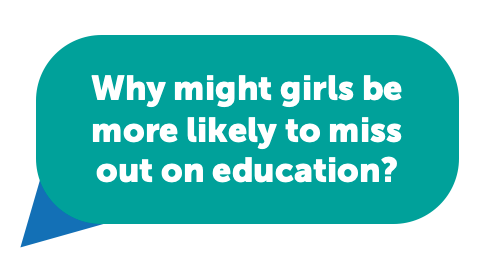 Why might girls be
more likely to miss
out on education?